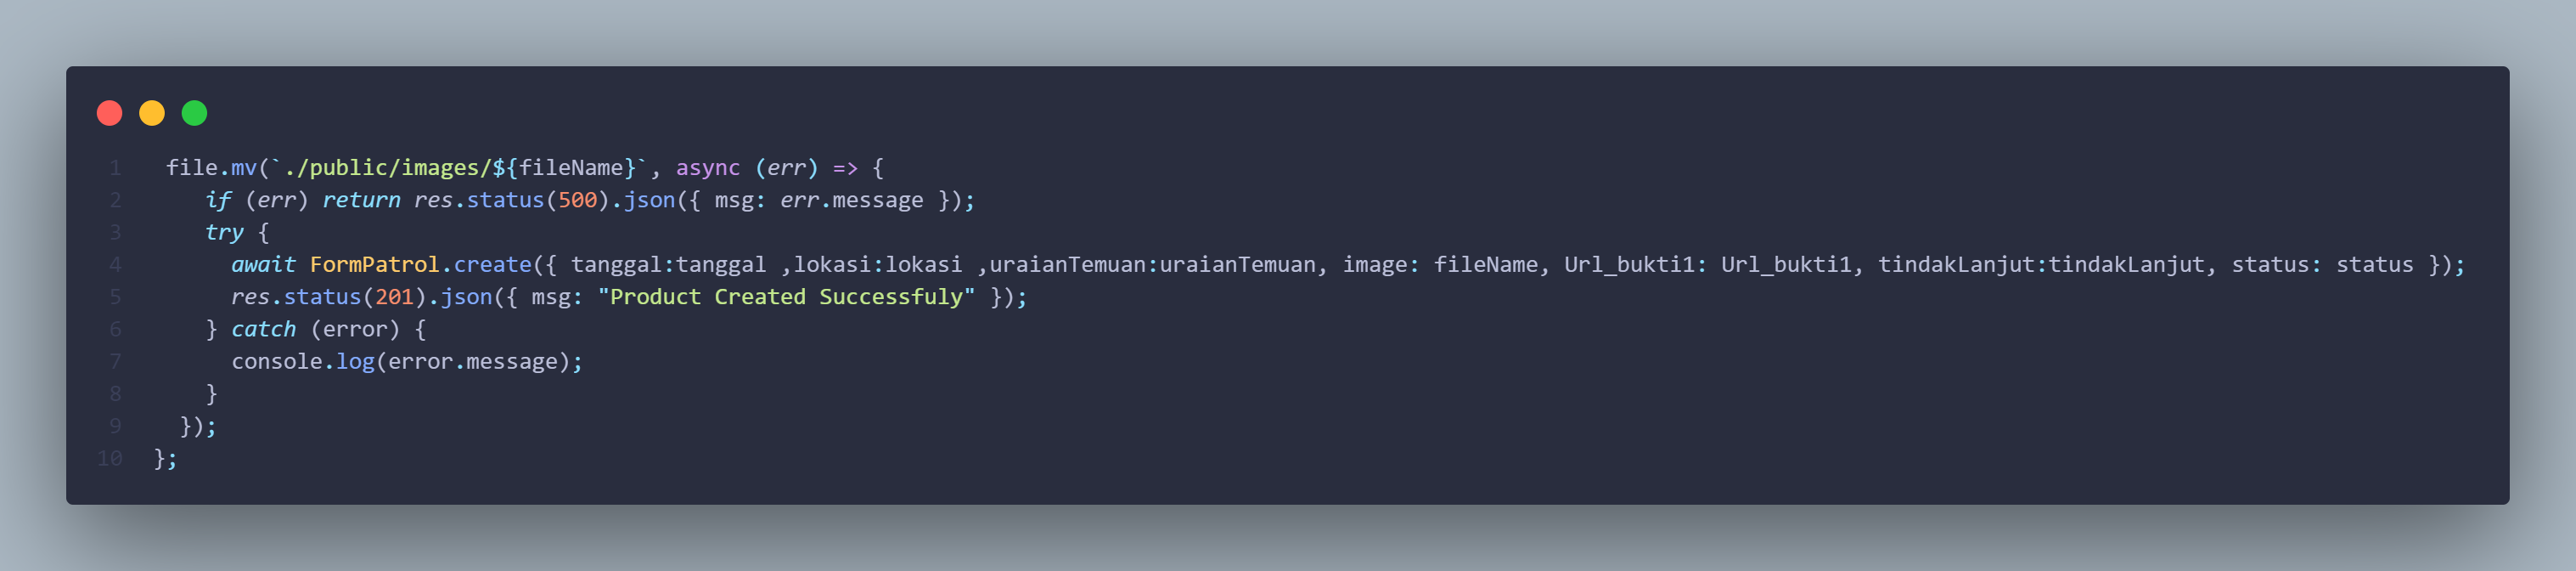 1 file.mv(`./public/images/${fileName}`, async (err) => {
2 if (err) return res.status(500).json({ msg: err.message });
3 try {
4 await FormPatrol.create({ tanggal:tanggal ,lokasi:lokasi ,uraianTemuan:uraianTemuan, image: fileName, Url_bukti1: Url_bukti1, tindakLanjut:tindakLanjut, status: status });
5 res.status(201).json({ msg: "Product Created Successfuly" });
6 } catch (error) {
7 console.log(error.message);
8 }
9 });
10 };